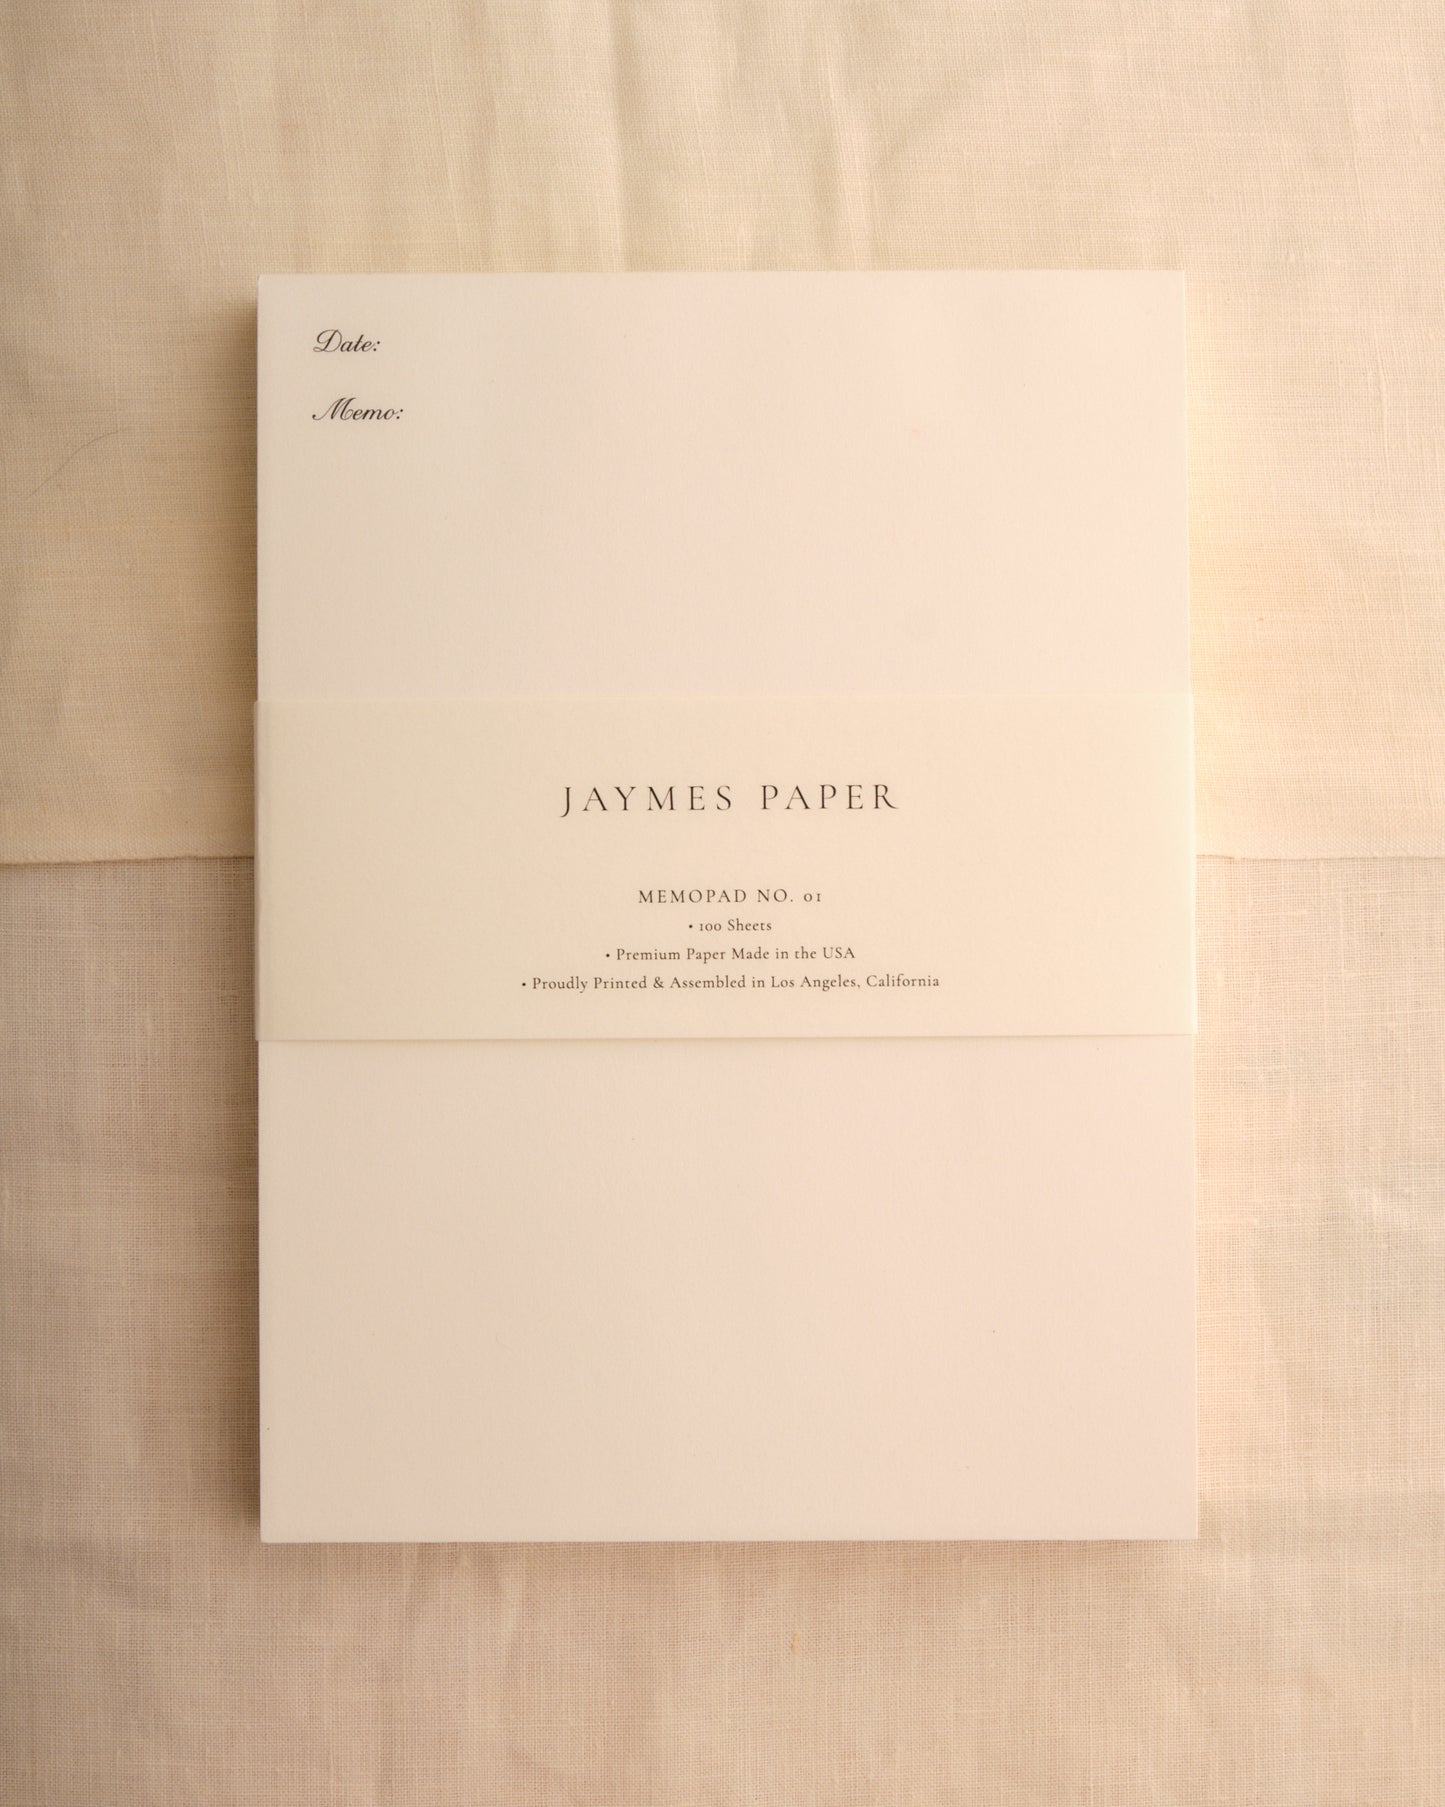 Date:
Memo:
JAYMES PAPER
MEMOPAD NO. 01
• 100 Sheets
• Premium Paper Made in the USA
• Proudly Printed & Assembled in Los Angeles, California